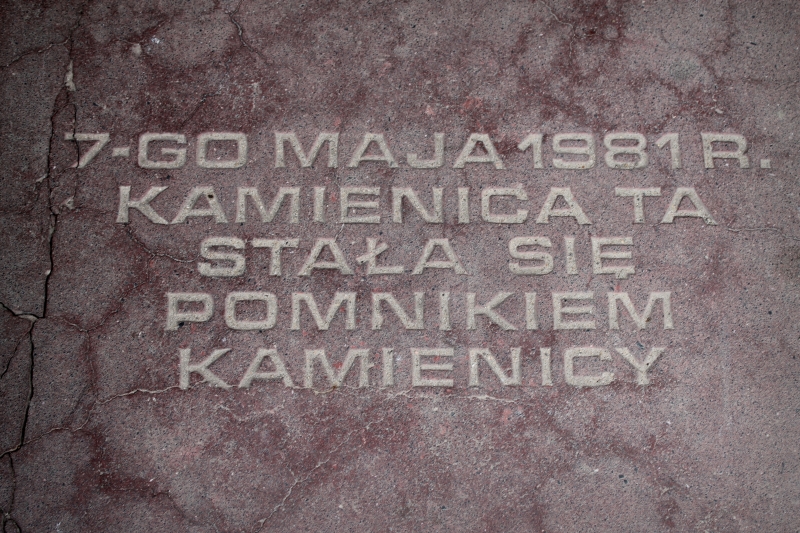 7-GO MAJA 1981 R.
KAMIENICA TA
STAŁA SIĘ
POMNIKIEM
KAMIENICY